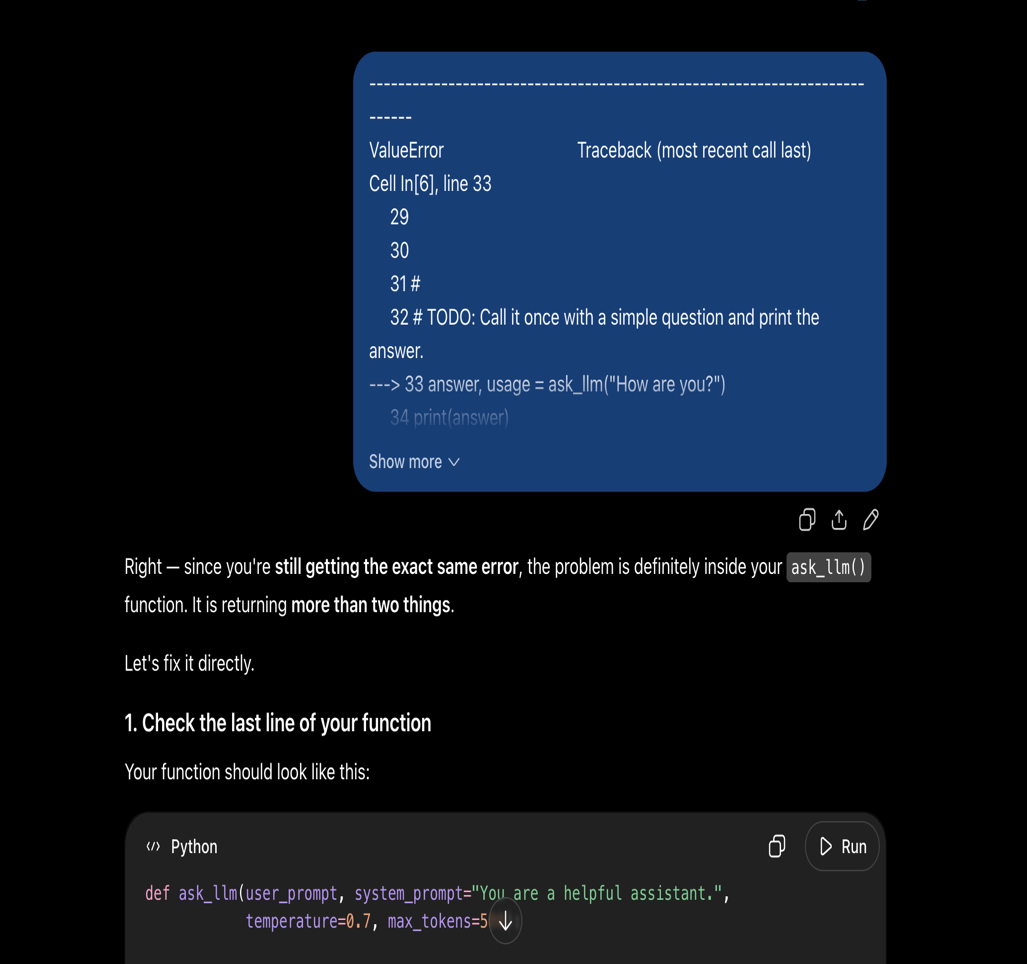 --------------------------------------------------------------------
------
ValueError Traceback (most recent call last)
Cell In[6], line 33
29
30
31 #
32 # TODO: Call it once with a simple question and print the
answer.
---> 33 answer, usage = ask_llm("How are you?")
34 print(answer)
Show more
Right — since you're still getting the exact same error, the problem is definitely inside your ask_llm()
function. It is returning more than two things.
Let's fix it directly.
1. Check the last line of your function
Your function should look like this:
Python
Run
def ask_llm(user_prompt, system_prompt="You are a helpful assistant.",
temperature=0.7, max_tokens=5